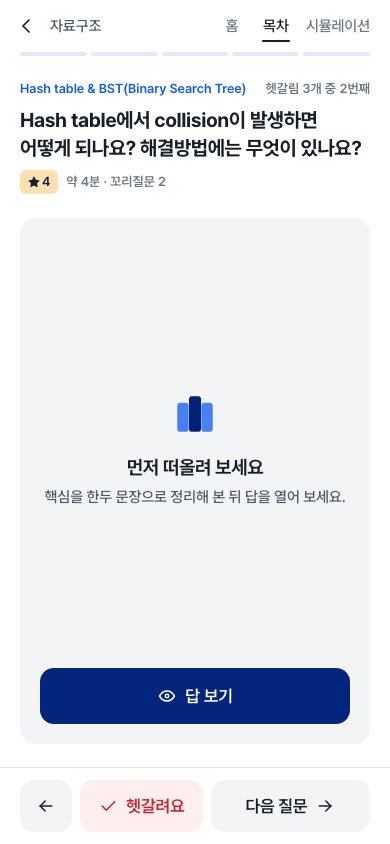 자료구조
홈
목차
시뮬레이션
Hash table & BST(Binary Search Tree)
헷갈림 3개 중 2번째
Hash table에서 collision이 발생하면
어떻게 되나요? 해결방법에는 무엇이 있나요?
4
약 4분 · 꼬리질문 2
먼저 떠올려 보세요
핵심을 한두 문장으로 정리해 본 뒤 답을 열어 보세요.
답 보기
헷갈려요
다음 질문